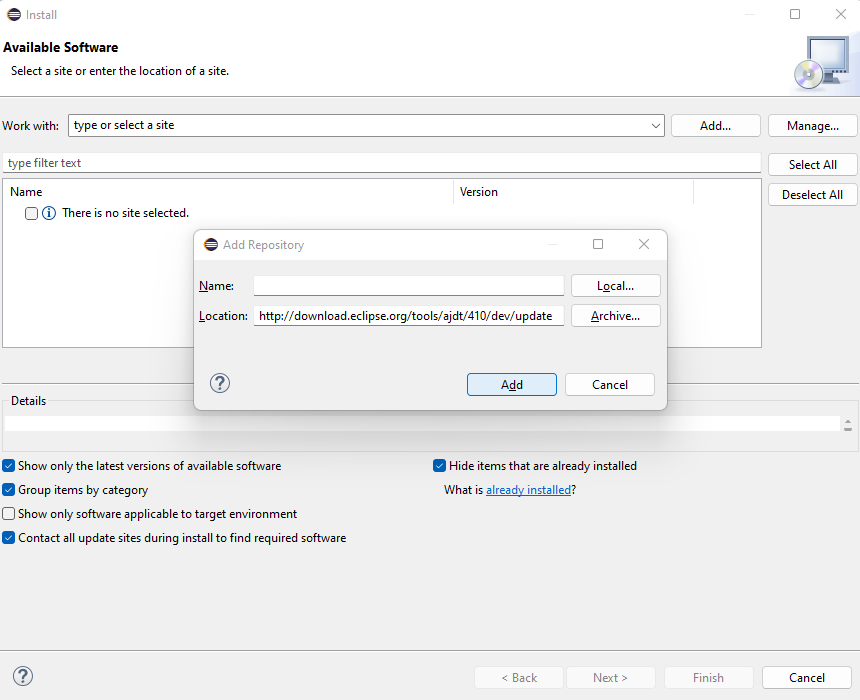 Install
Available Software
Select a site or enter the location of a site.
Work with: type or select a site Add... Manage...
type filter text Select All
Name Version Deselect All
There is no site selected.
Add Repository
Name: Local...
Location: http://download.eclipse.org/tools/ajdt/410/dev/update Archive...
? Add Cancel
Details
Show only the latest versions of available software Hide items that are already installed
Group items by category What is already installed?
Show only software applicable to target environment
Contact all update sites during install to find required software
? < Back Next > Finish Cancel